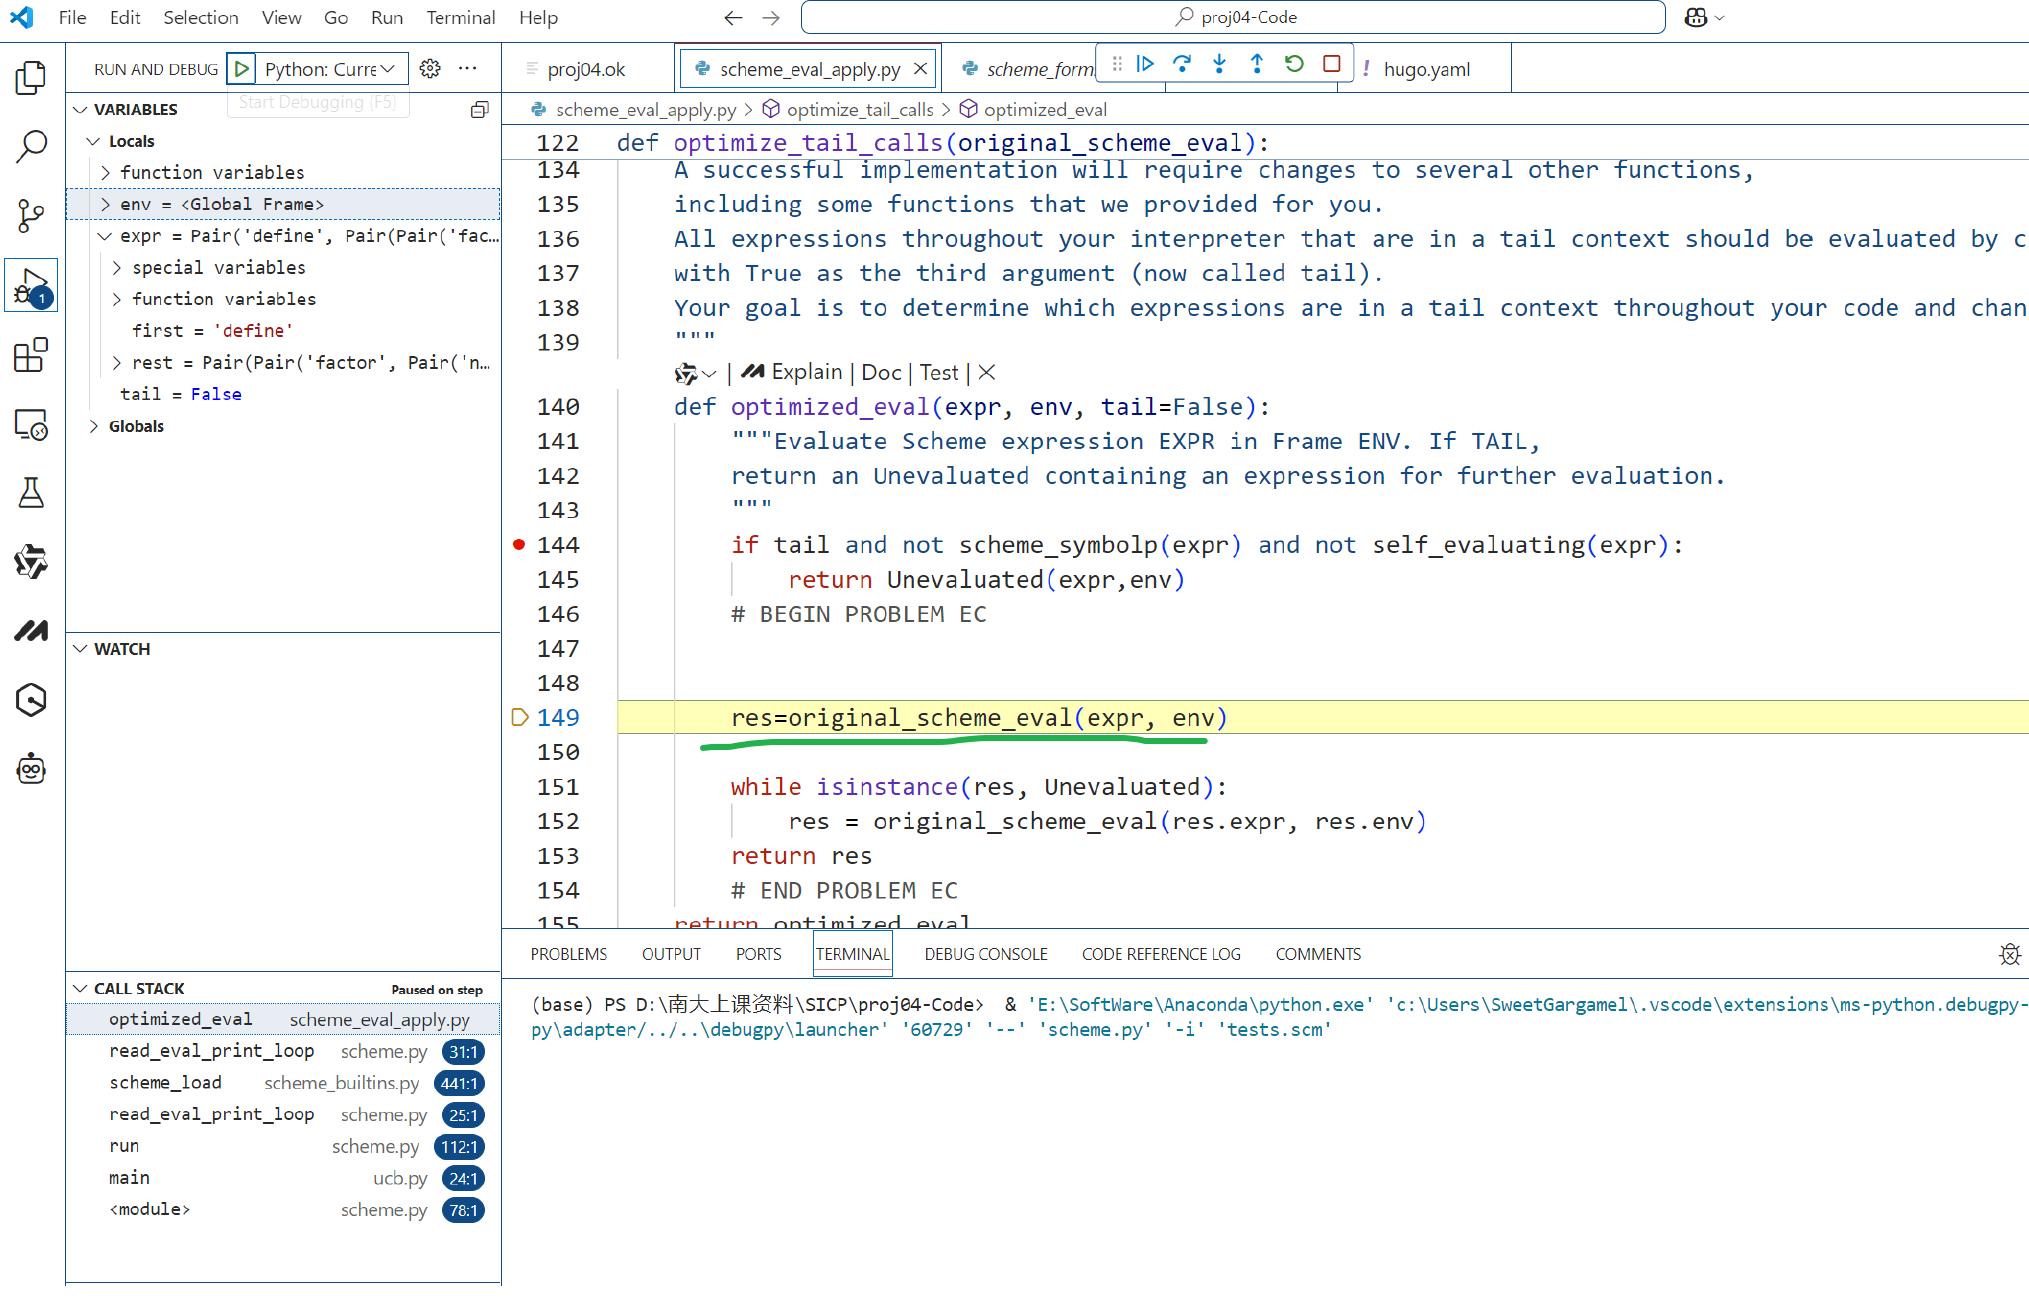 File Edit Selection View Go Run Terminal Help
proj04-Code
RUN AND DEBUG Python: Curre
Start Debugging (F5)
proj04.ok
scheme_eval_apply.py
scheme_form
hugo.yaml
scheme_eval_apply.py > optimize_tail_calls > optimized_eval
VARIABLES
Locals
function variables
env = <Global Frame>
expr = Pair('define', Pair(Pair('fac...
special variables
function variables
first = 'define'
rest = Pair(Pair('factor', Pair('n...
tail = False
Globals
WATCH
CALL STACK Paused on step
optimized_eval scheme_eval_apply.py
read_eval_print_loop scheme.py 31:1
scheme_load scheme_builtins.py 441:1
read_eval_print_loop scheme.py 25:1
run scheme.py 112:1
main ucb.py 24:1
<module> scheme.py 78:1
1
122 def optimize_tail_calls(original_scheme_eval):
134 A successful implementation will require changes to several other functions,
135 including some functions that we provided for you.
136 All expressions throughout your interpreter that are in a tail context should be evaluated by c
137 with True as the third argument (now called tail).
138 Your goal is to determine which expressions are in a tail context throughout your code and chan
139 """
| Explain | Doc | Test | X
140 def optimized_eval(expr, env, tail=False):
141 """Evaluate Scheme expression EXPR in Frame ENV. If TAIL,
142 return an Unevaluated containing an expression for further evaluation.
143 """
144 if tail and not scheme_symbolp(expr) and not self_evaluating(expr):
145 return Unevaluated(expr,env)
146 # BEGIN PROBLEM EC
147
148
149 res=original_scheme_eval(expr, env)
150
151 while isinstance(res, Unevaluated):
152 res = original_scheme_eval(res.expr, res.env)
153 return res
154 # END PROBLEM EC
155 return optimized_eval
PROBLEMS OUTPUT PORTS TERMINAL DEBUG CONSOLE CODE REFERENCE LOG COMMENTS
(base) PS D:\南大上课资料\SICP\proj04-Code> & 'E:\SoftWare\Anaconda\python.exe' 'c:\Users\SweetGargamel\.vscode\extensions\ms-python.debugpy-
py\adapter/../..\debugpy\launcher' '60729' '--' 'scheme.py' '-i' 'tests.scm'